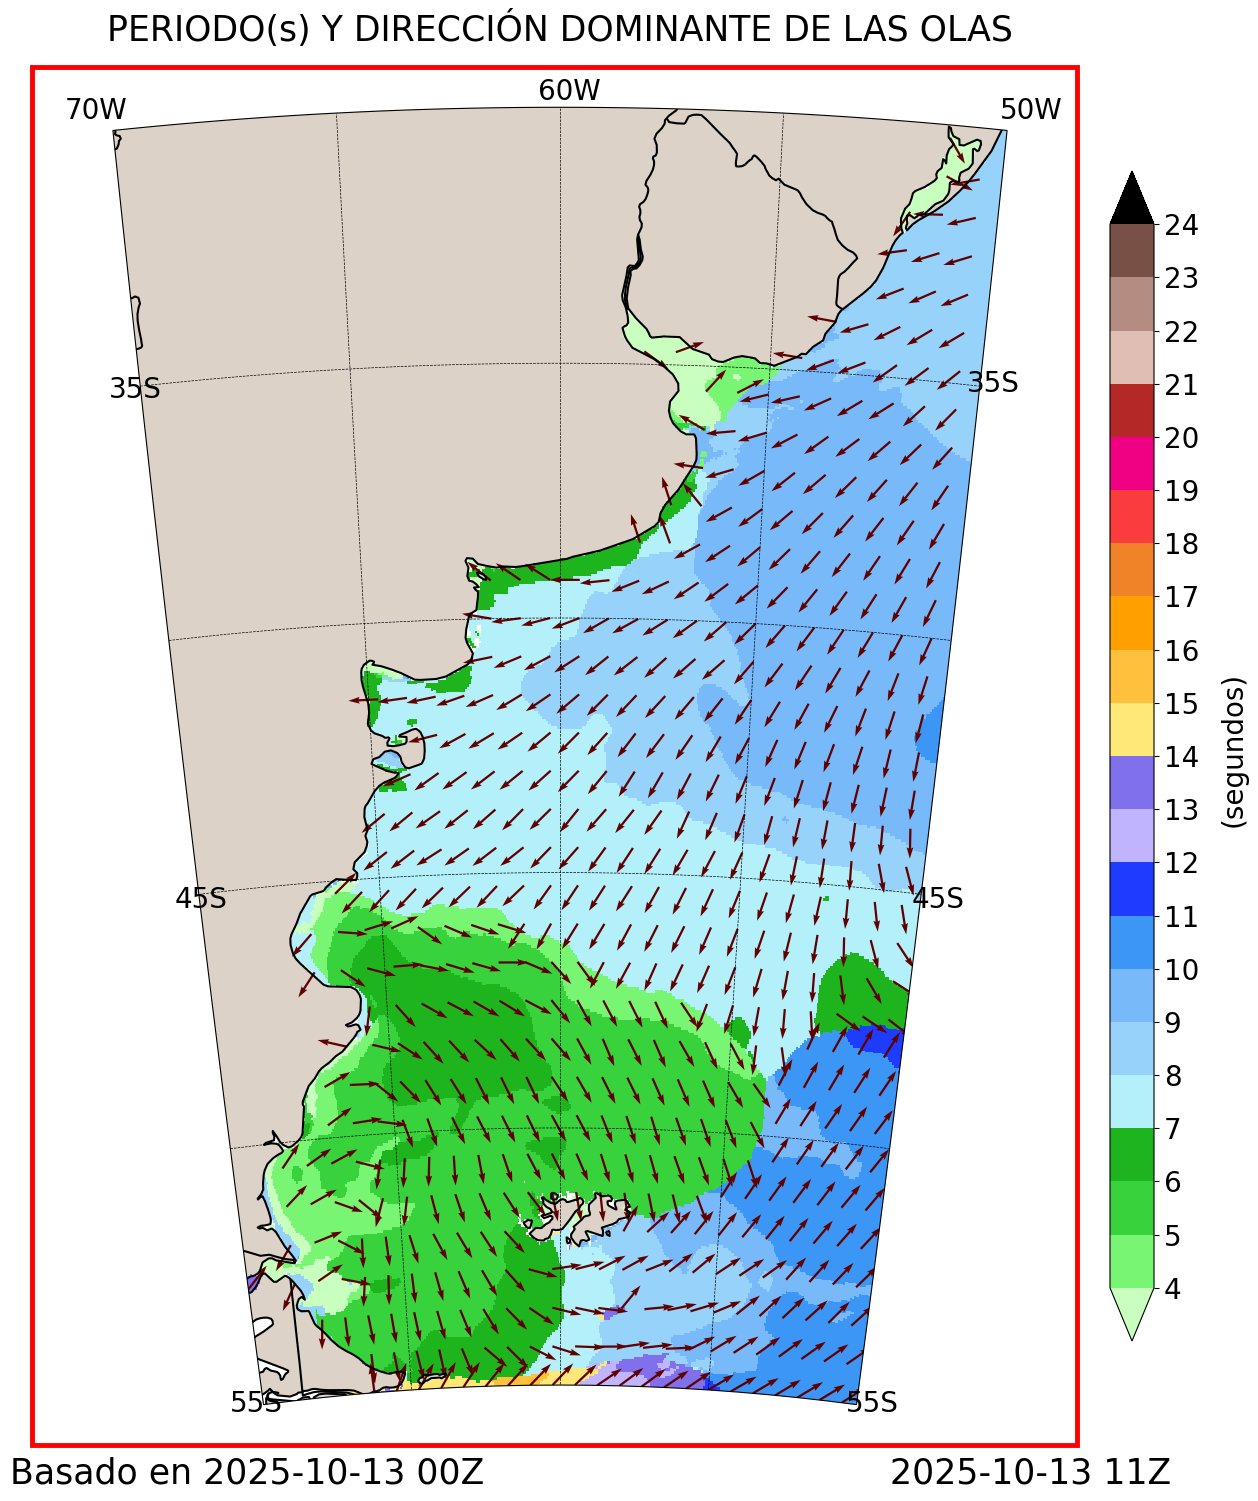 PERIODO(s) Y DIRECCIÓN DOMINANTE DE LAS OLAS
70W
60W
50W
35S
35S
45S
45S
55S
55S
24
23
22
21
20
19
18
17
16
15
14
13
12
11
10
9
8
7
6
5
4
(segundos)
Basado en 2025-10-13 00Z
2025-10-13 11Z